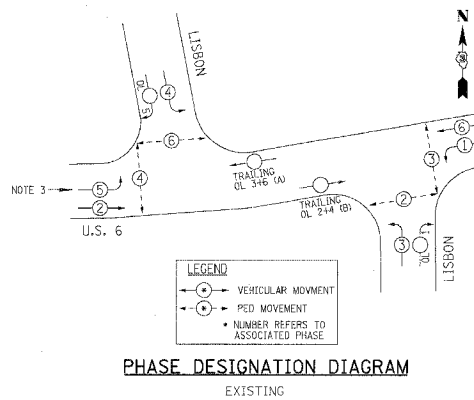 N
LISBON
OL 5
4
6
6
1
TRAILING
OL 3+6 (A)
3
4
TRAILING
OL 2+4 (B)
2
NOTE 3
5
2
U.S. 6
3
OL 1
LISBON
LEGEND
* VEHICULAR MOVMENT
* PED MOVEMENT
* NUMBER REFERS TO
ASSOCIATED PHASE
PHASE DESIGNATION DIAGRAM
EXISTING